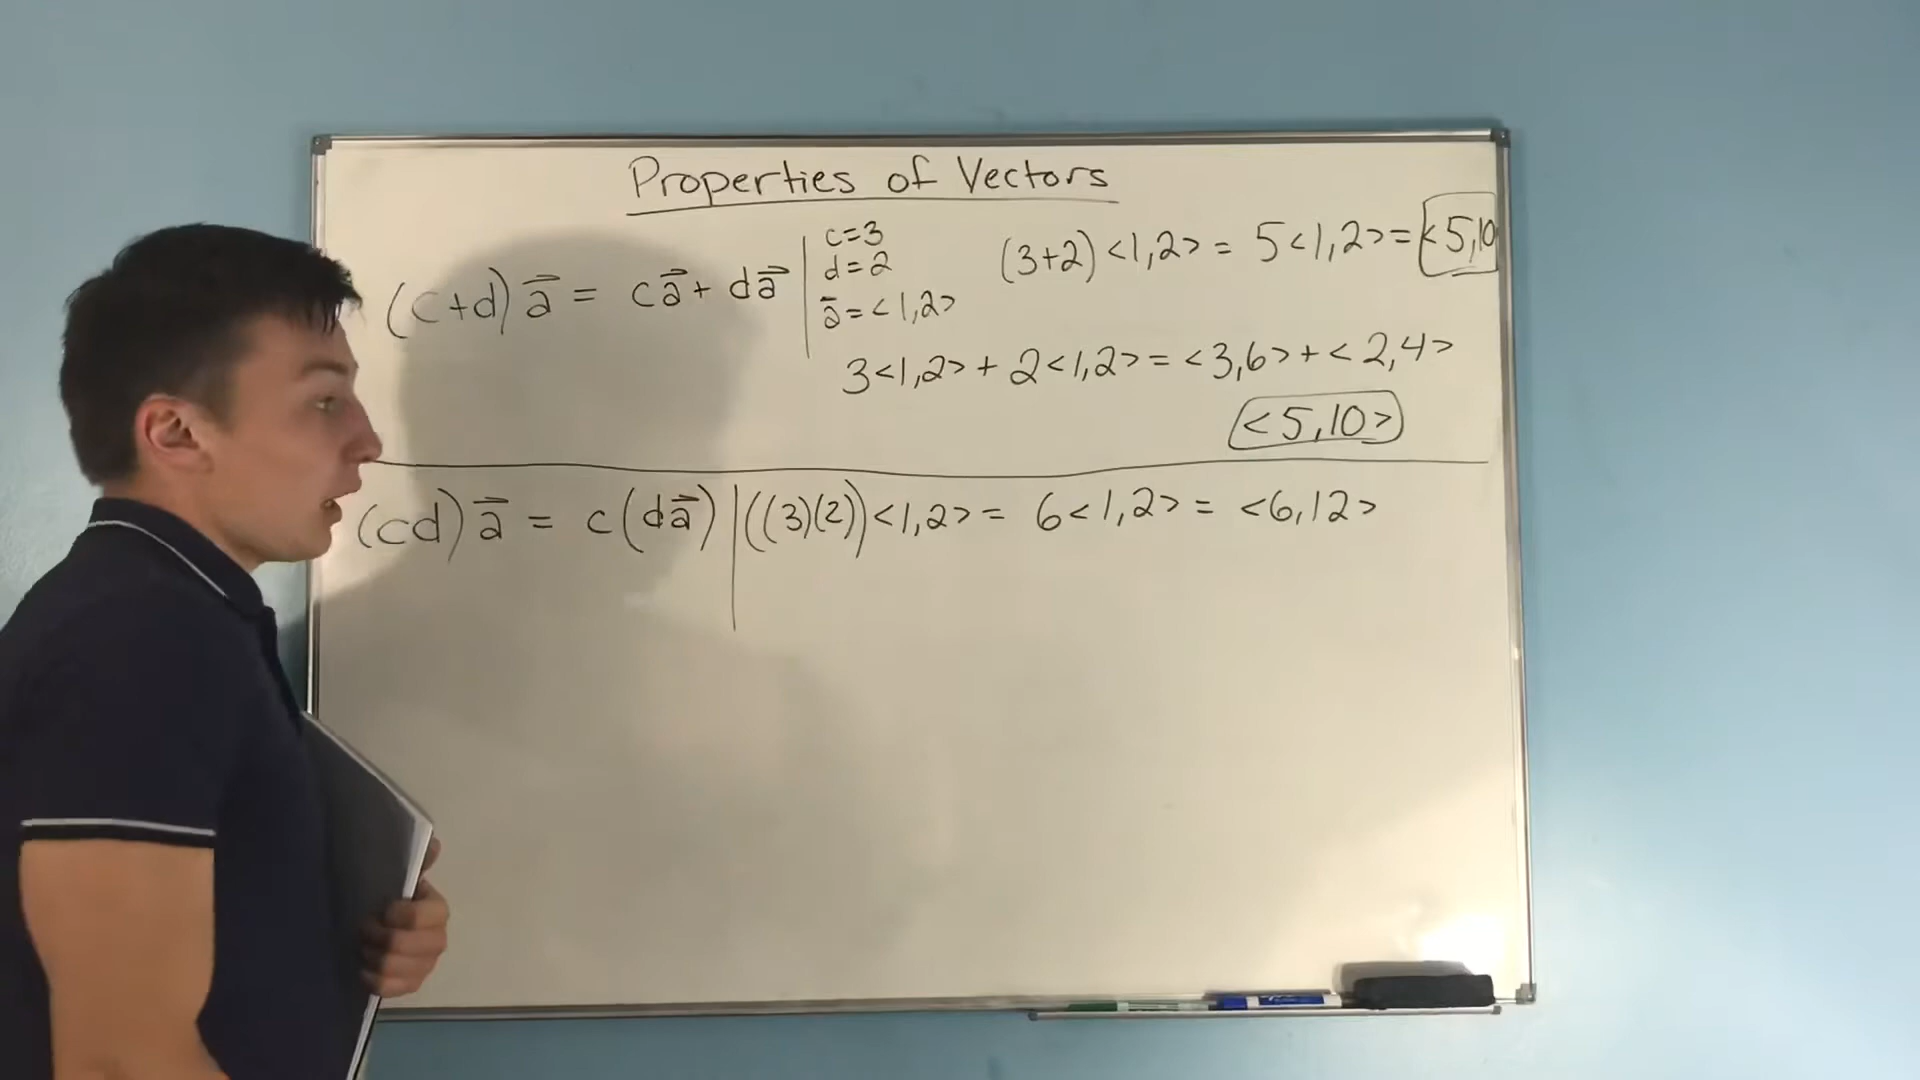 Properties of Vectors
(c+d) a⃗ = ca⃗ + da⃗
c=3
d=2
a⃗ = <1,2>
(3+2) <1,2> = 5<1,2> = <5,10
3<1,2> + 2<1,2> = <3,6> + <2,4>
<5,10>
(cd) a⃗ = c(da⃗) | ((3)(2)) <1,2> = 6<1,2> = <6,12>